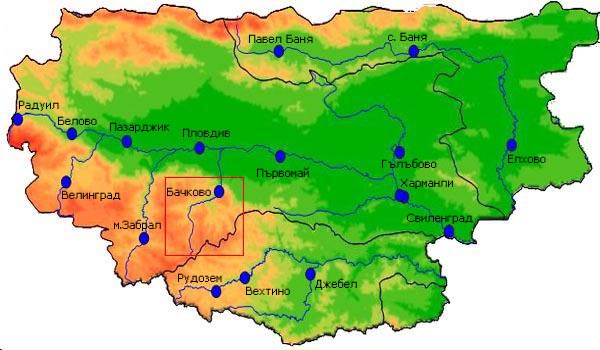 Павел Баня
с. Баня
Радуил
Белово
Пазарджик
Пловдив
Първомай
Гълъбово
Елхово
Велинград
Бачково
Харманли
м.Забрал
Свиленград
Рудозем
Вехтино
Джебел